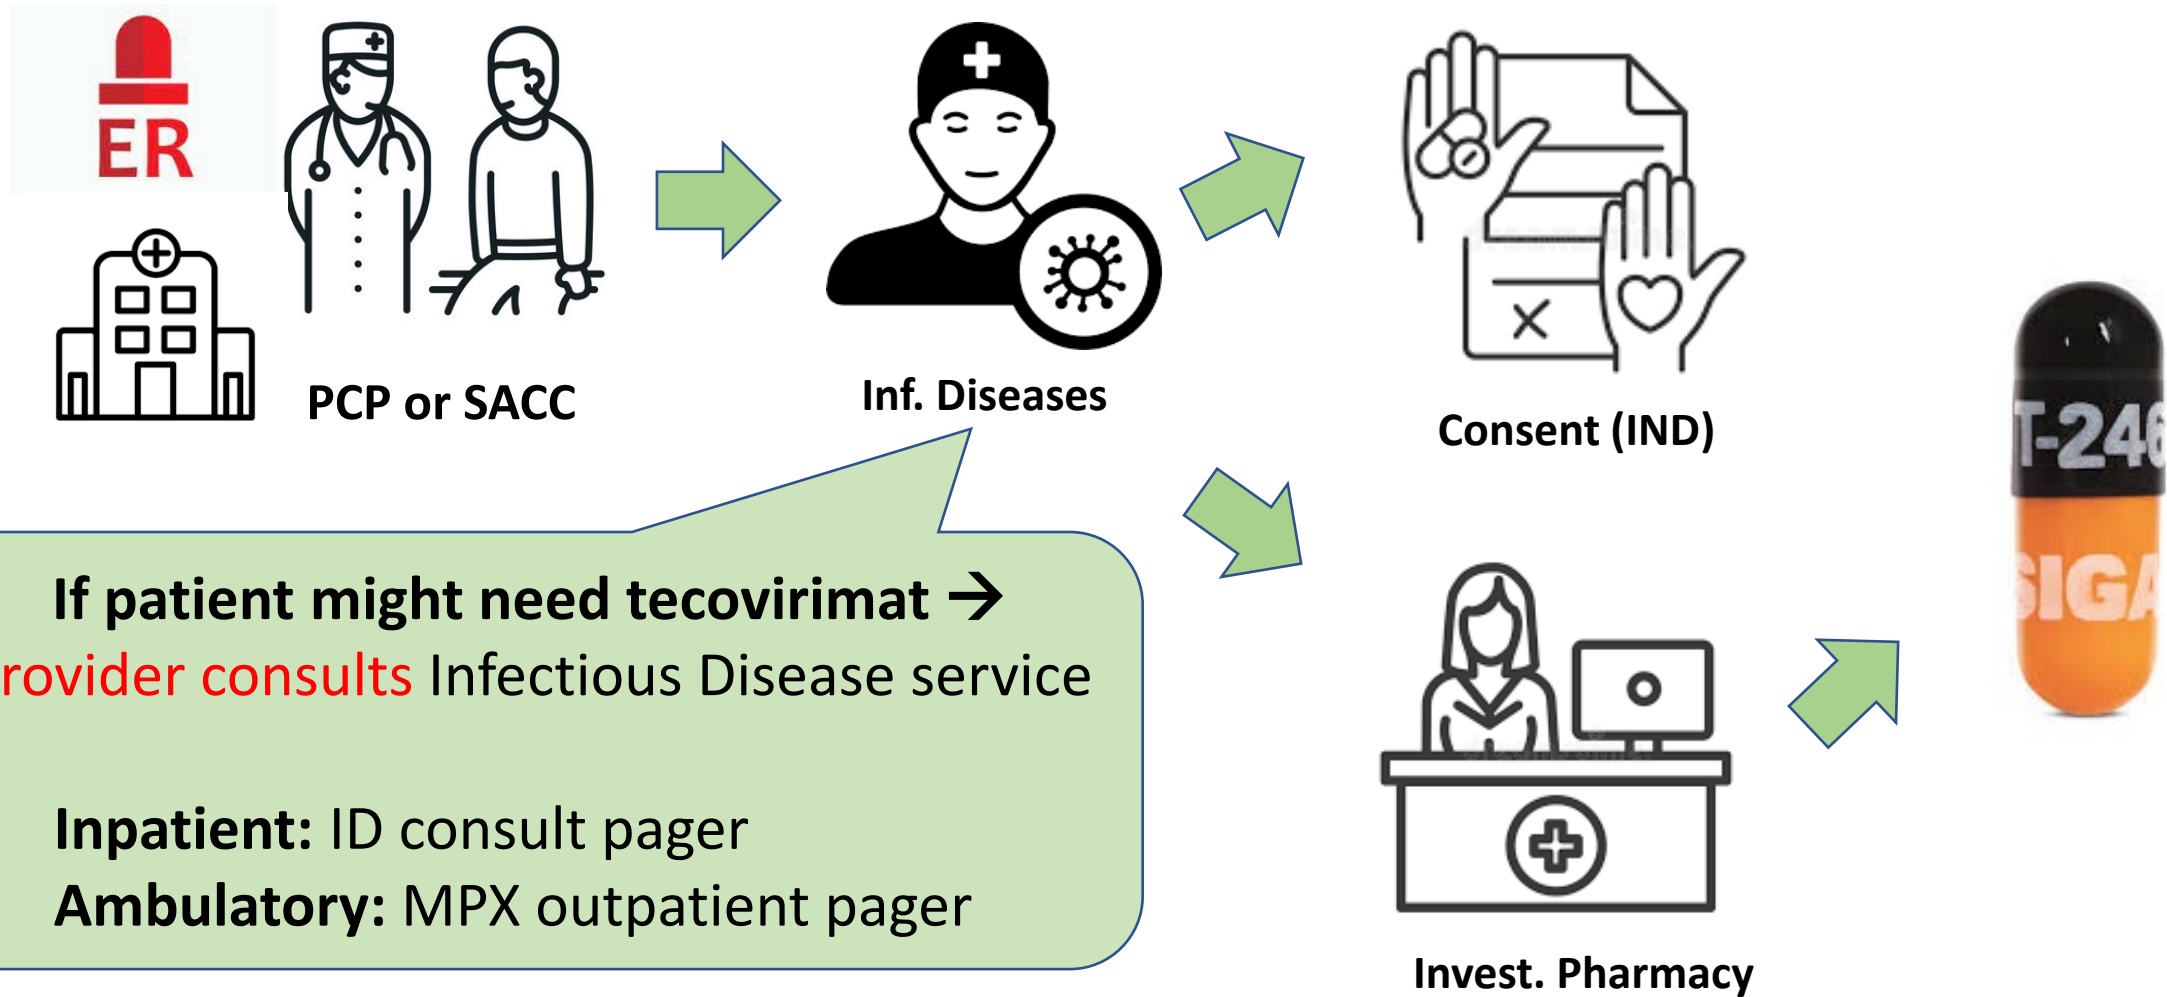 ER
PCP or SACC
Inf. Diseases
Consent (IND)
T-246
SIGA
If patient might need tecovirimat →
rovider consults Infectious Disease service
Inpatient: ID consult pager
Ambulatory: MPX outpatient pager
Invest. Pharmacy